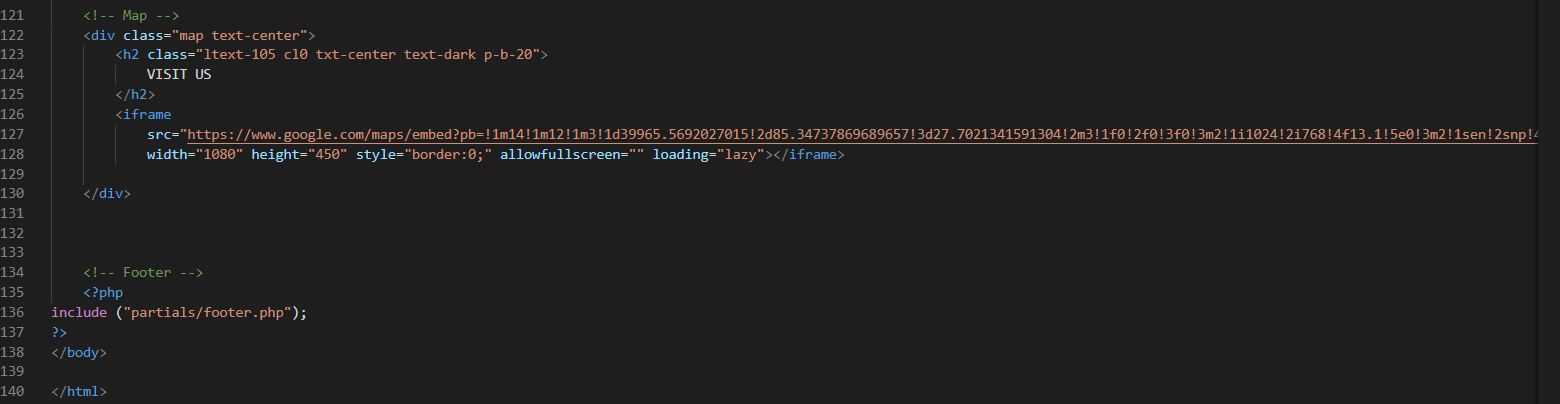 121 <!-- Map -->
122 <div class="map text-center">
123 <h2 class="ltext-105 cl0 txt-center text-dark p-b-20">
124 VISIT US
125 </h2>
126 <iframe
127 src="https://www.google.com/maps/embed?pb=!1m14!1m12!1m3!1d39965.5692027015!2d85.34737869689657!3d27.7021341591304!2m3!1f0!2f0!3f0!3m2!1i1024!2i768!4f13.1!5e0!3m2!1sen!2snp!4
128 width="1080" height="450" style="border:0;" allowfullscreen="" loading="lazy"></iframe>
129
130 </div>
131
132
133
134 <!-- Footer -->
135 <?php
136 include ("partials/footer.php");
137 ?>
138 </body>
139
140 </html>